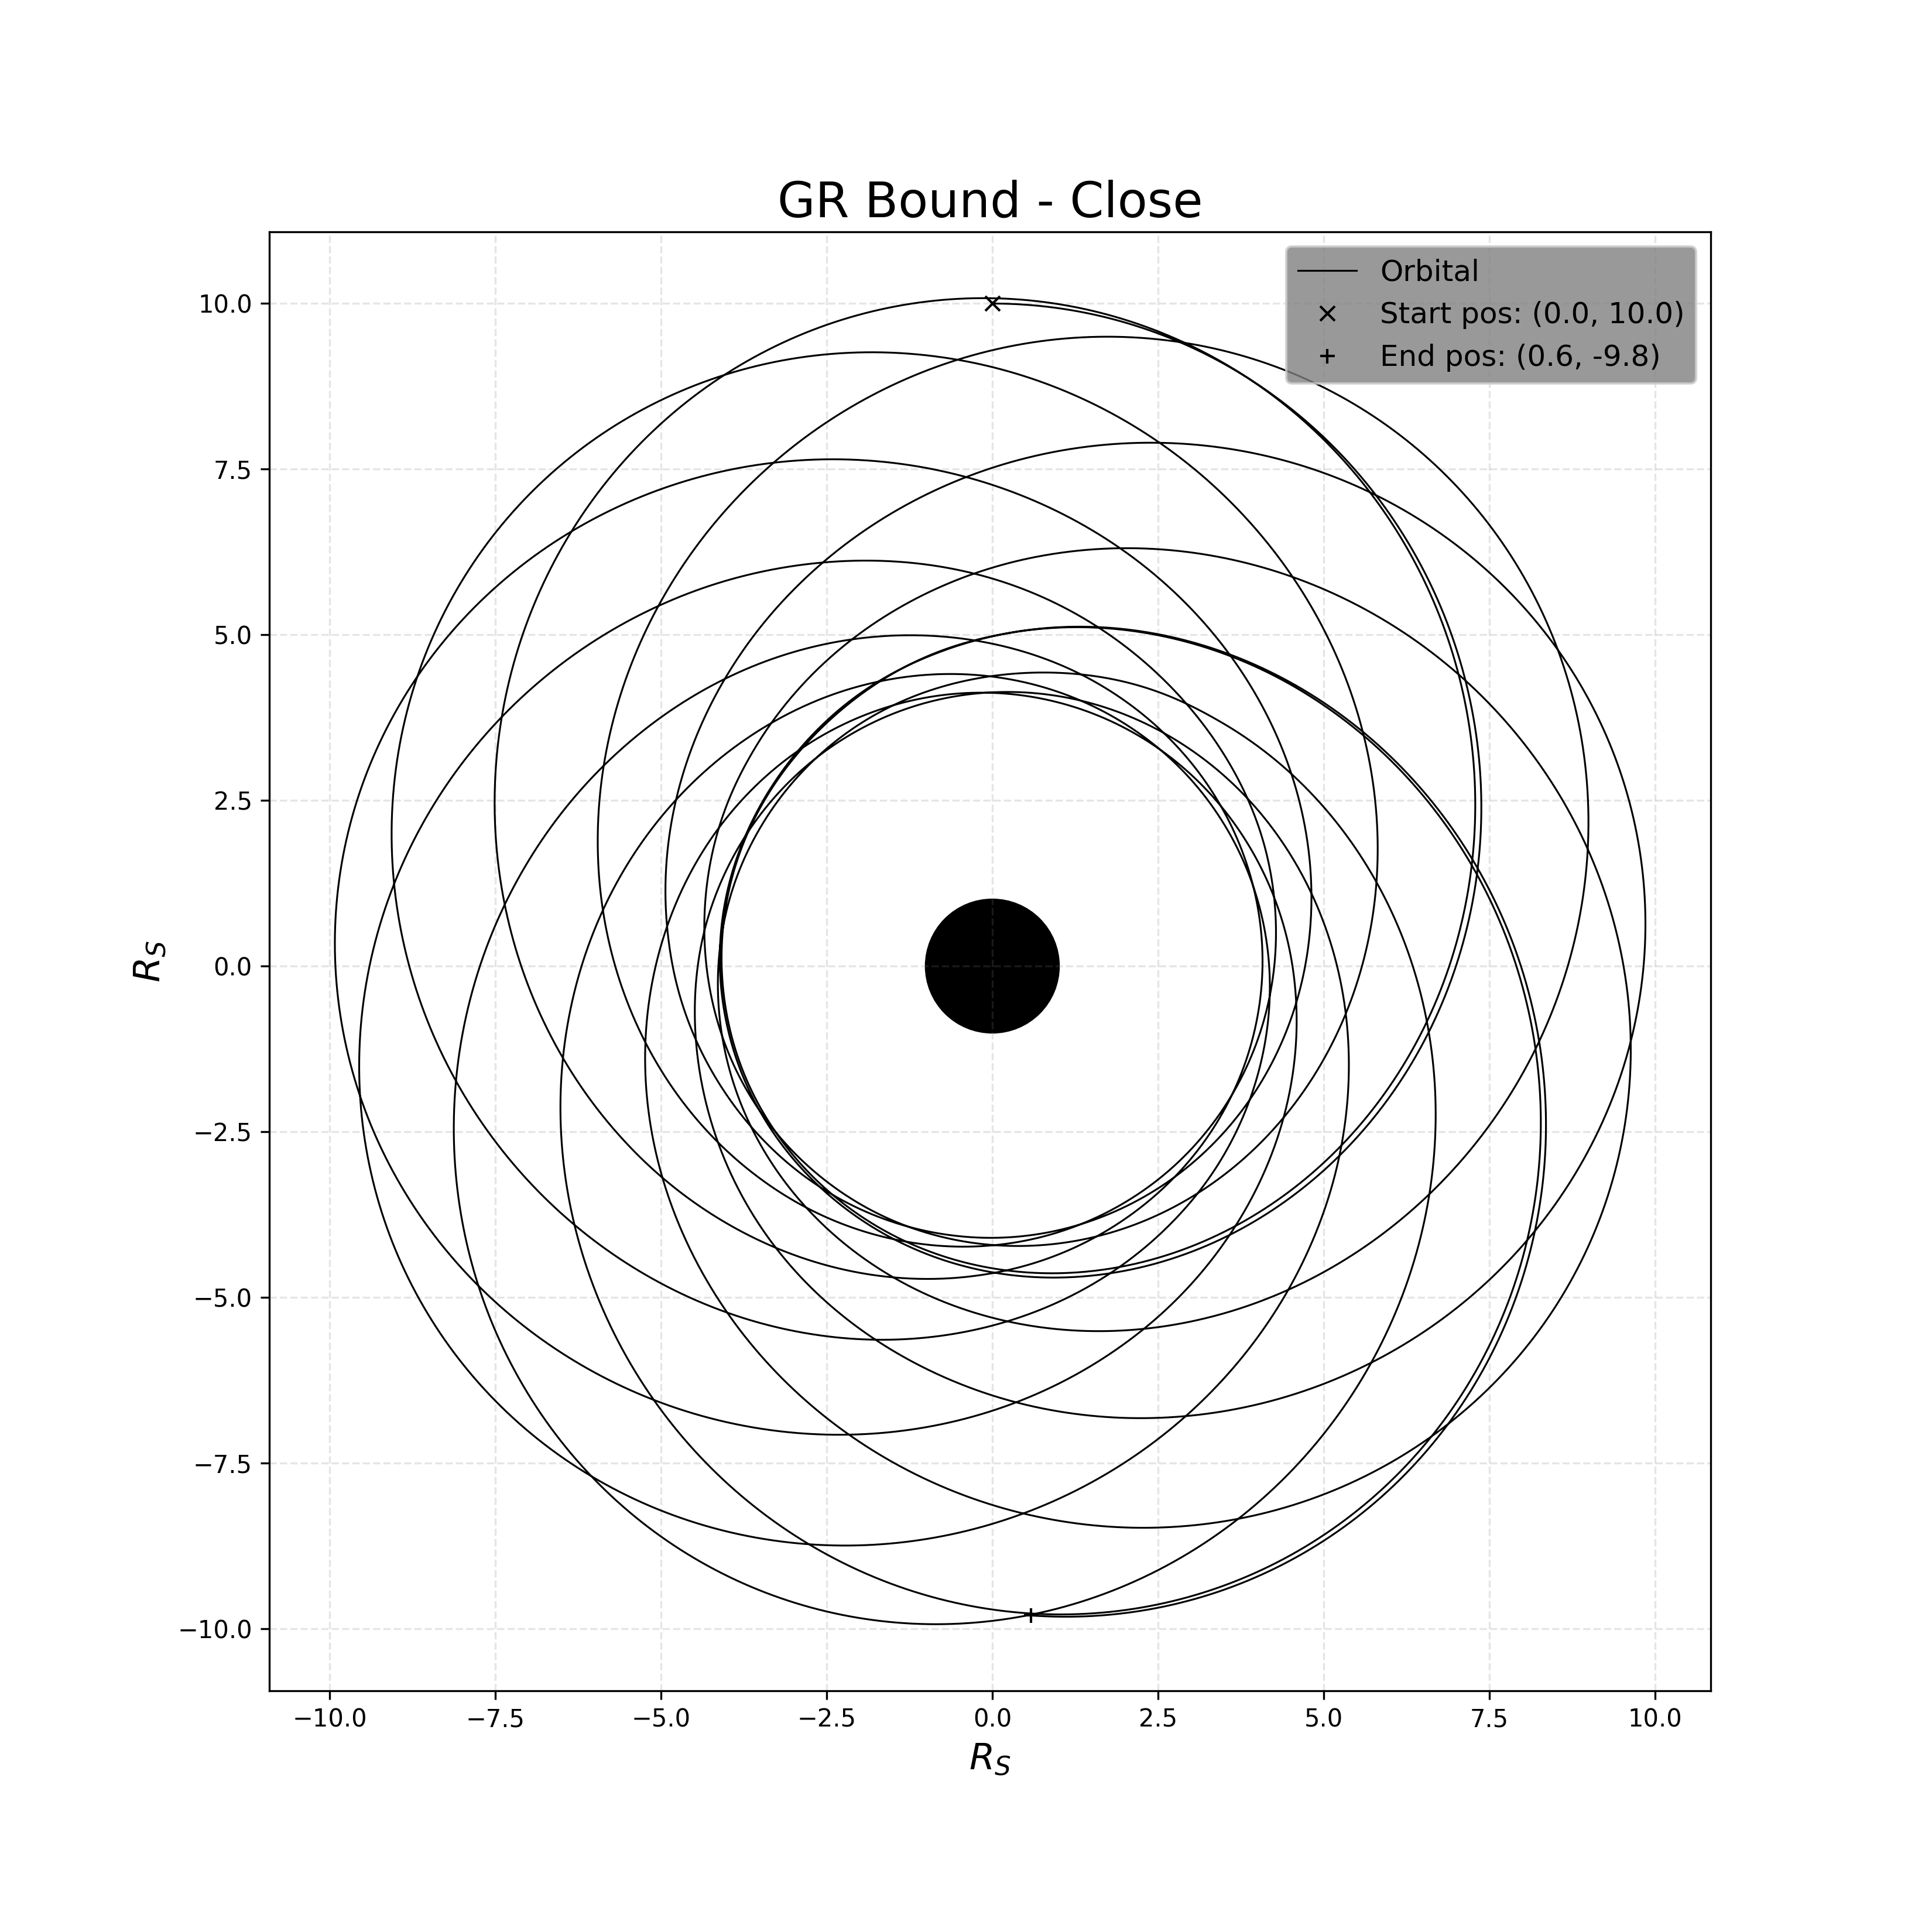 GR Bound - Close
Orbital
Start pos: (0.0, 10.0)
End pos: (0.6, -9.8)
10.0
7.5
5.0
2.5
0.0
−2.5
−5.0
−7.5
−10.0
R_S
−10.0 −7.5 −5.0 −2.5 0.0 2.5 5.0 7.5 10.0
R_S